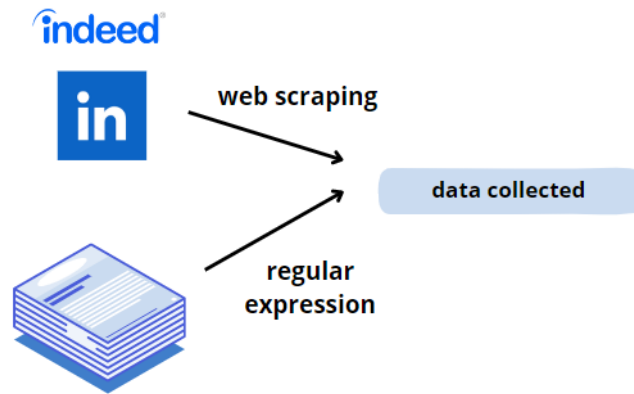 indeed
in
web scraping
data collected
regular
expression